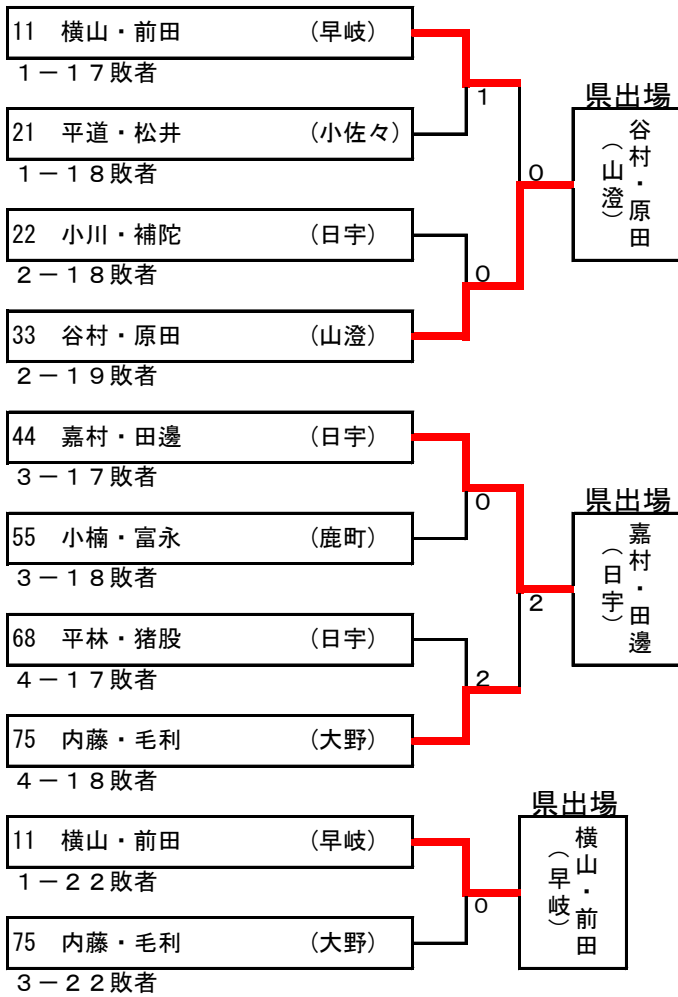 11 横山・前田 (早岐)
1－17敗者
21 平道・松井 (小佐々)
1－18敗者
1
22 小川・補陀 (日宇)
2－18敗者
33 谷村・原田 (山澄)
2－19敗者
0
0
県出場
谷村・原田
(山澄)
44 嘉村・田邊 (日宇)
3－17敗者
55 小楠・富永 (鹿町)
3－18敗者
0
68 平林・猪股 (日宇)
4－17敗者
75 内藤・毛利 (大野)
4－18敗者
2
2
県出場
嘉村・田邊
(日宇)
11 横山・前田 (早岐)
1－22敗者
75 内藤・毛利 (大野)
3－22敗者
0
県出場
横山・前田
(早岐)